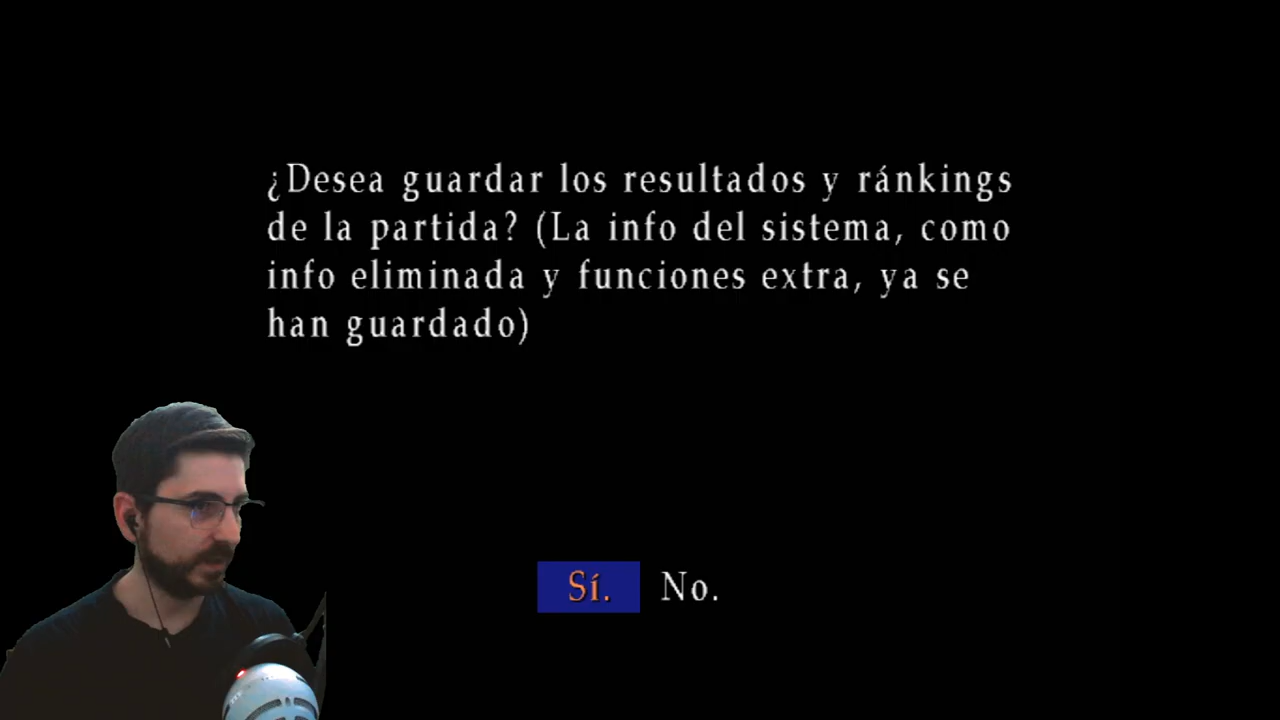 ¿Desea guardar los resultados y ránkings
de la partida? (La info del sistema, como
info eliminada y funciones extra, ya se
han guardado)
Sí. No.